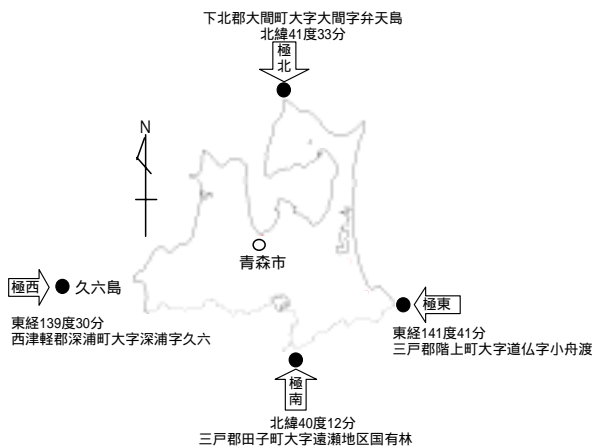 下北郡大間町大字大間字弁天島
北緯41度33分
極北
N
青森市
極西
久六島
東経139度30分
西津軽郡深浦町大字深浦字久六
極東
東経141度41分
三戸郡階上町大字道仏字小舟渡
極南
北緯40度12分
三戸郡田子町大字遠瀬地区国有林